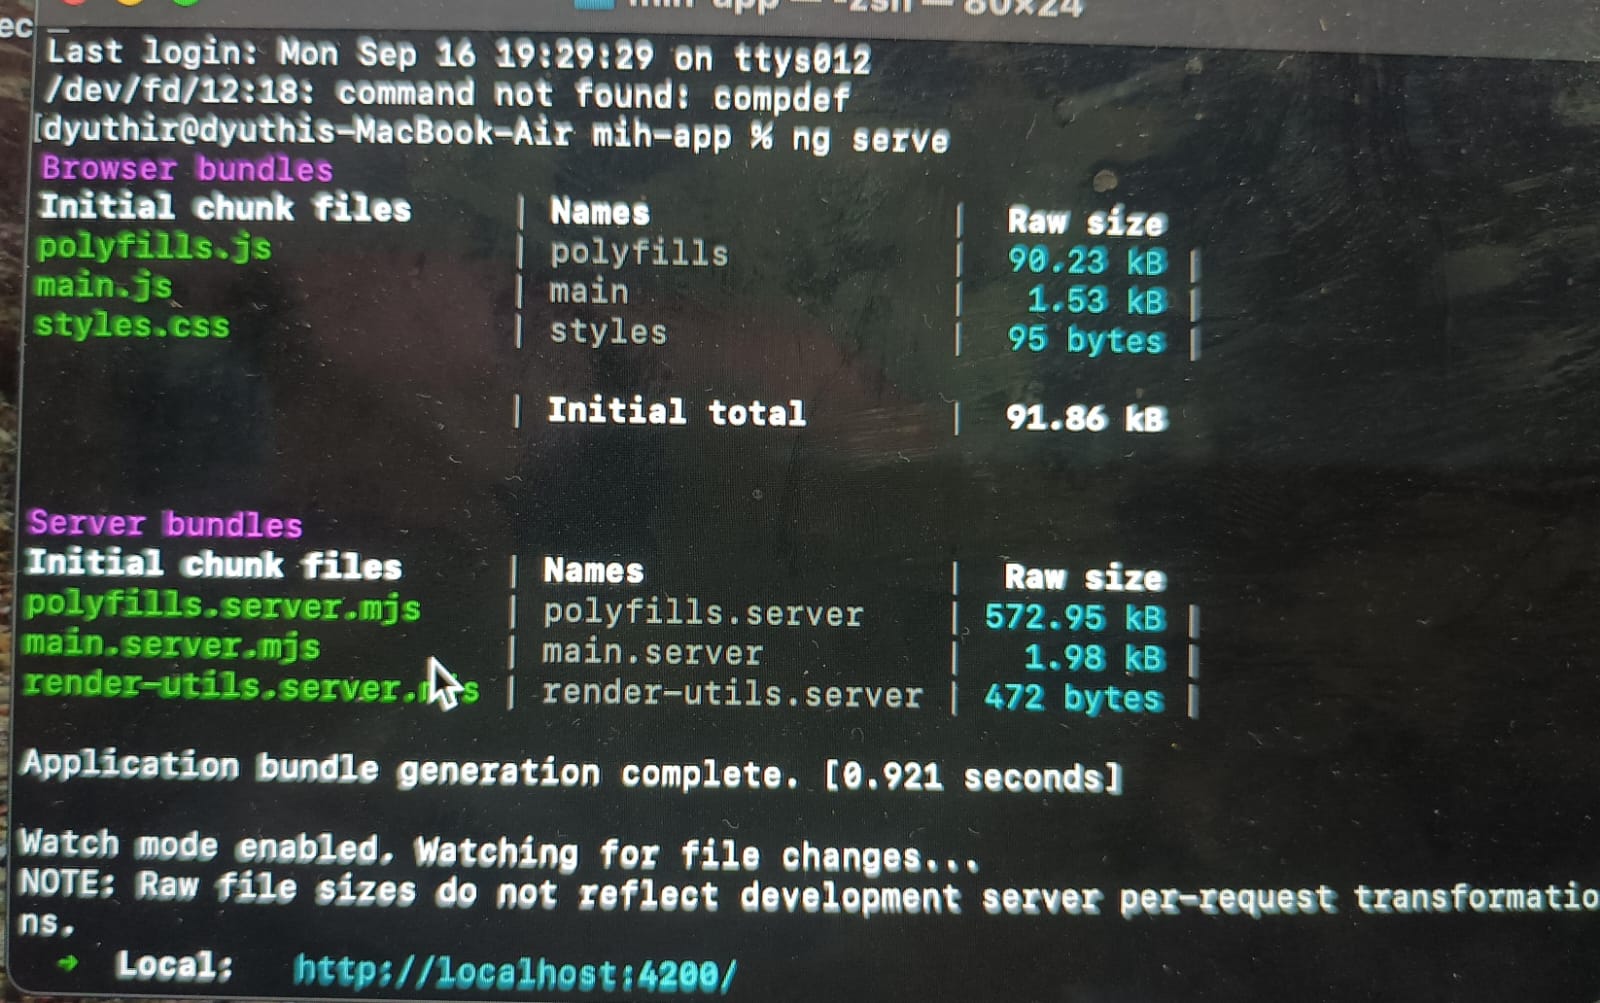 ec
mih-app — -zsh — 80×24
Last login: Mon Sep 16 19:29:29 on ttys012
/dev/fd/12:18: command not found: compdef
[dyuthir@dyuthis-MacBook-Air mih-app % ng serve
Browser bundles
Initial chunk files | Names | Raw size
polyfills.js | polyfills | 90.23 kB |
main.js | main | 1.53 kB |
styles.css | styles | 95 bytes |
| Initial total | 91.86 kB
Server bundles
Initial chunk files | Names | Raw size
polyfills.server.mjs | polyfills.server | 572.95 kB |
main.server.mjs | main.server | 1.98 kB |
| render-utils.server | 472 bytes |
Application bundle generation complete. [0.921 seconds]
Watch mode enabled. Watching for file changes...
NOTE: Raw file sizes do not reflect development server per-request transformatio
ns.
➜ Local: http://localhost:4200/